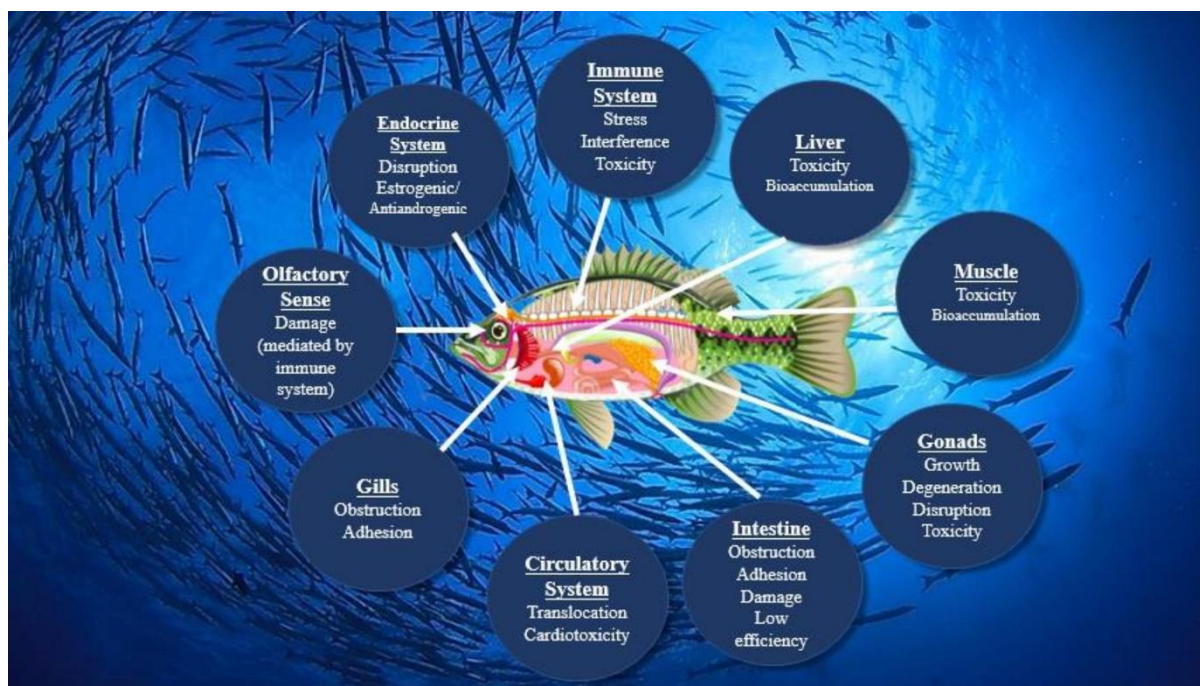 Immune
System
Stress
Interference
Toxicity
Endocrine
System
Disruption
Estrogenic/
Antiandrogenic
Liver
Toxicity
Bioaccumulation
Olfactory
Sense
Damage
(mediated by
immune
system)
Muscle
Toxicity
Bioaccumulation
Gills
Obstruction
Adhesion
Gonads
Growth
Degeneration
Disruption
Toxicity
Circulatory
System
Translocation
Cardiotoxicity
Intestine
Obstruction
Adhesion
Damage
Low
efficiency